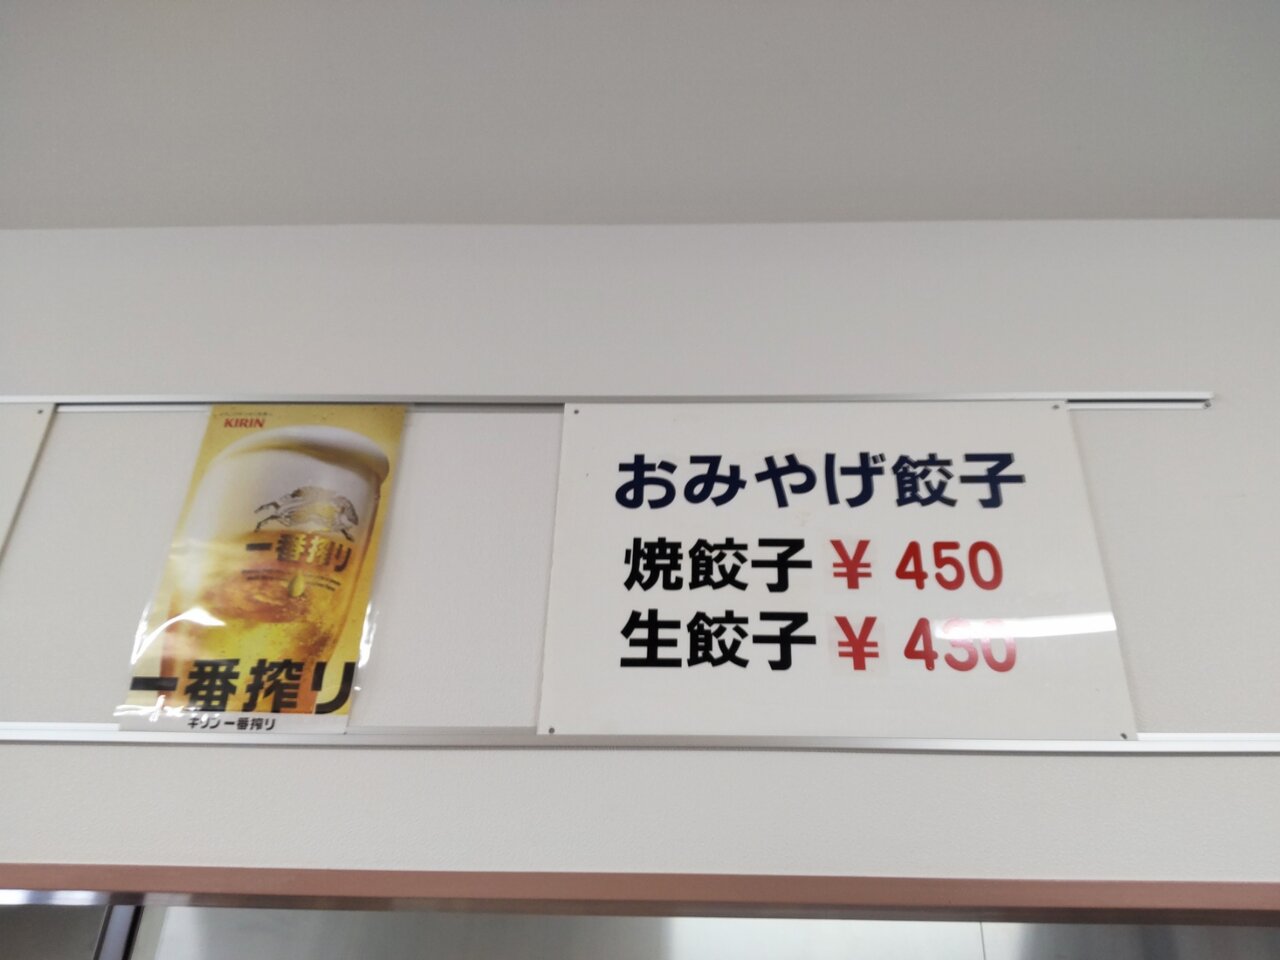 KIRIN
一番搾り
一番搾り
キリン一番搾り
おみやげ餃子
焼餃子 ¥ 450
生餃子 ¥ 430